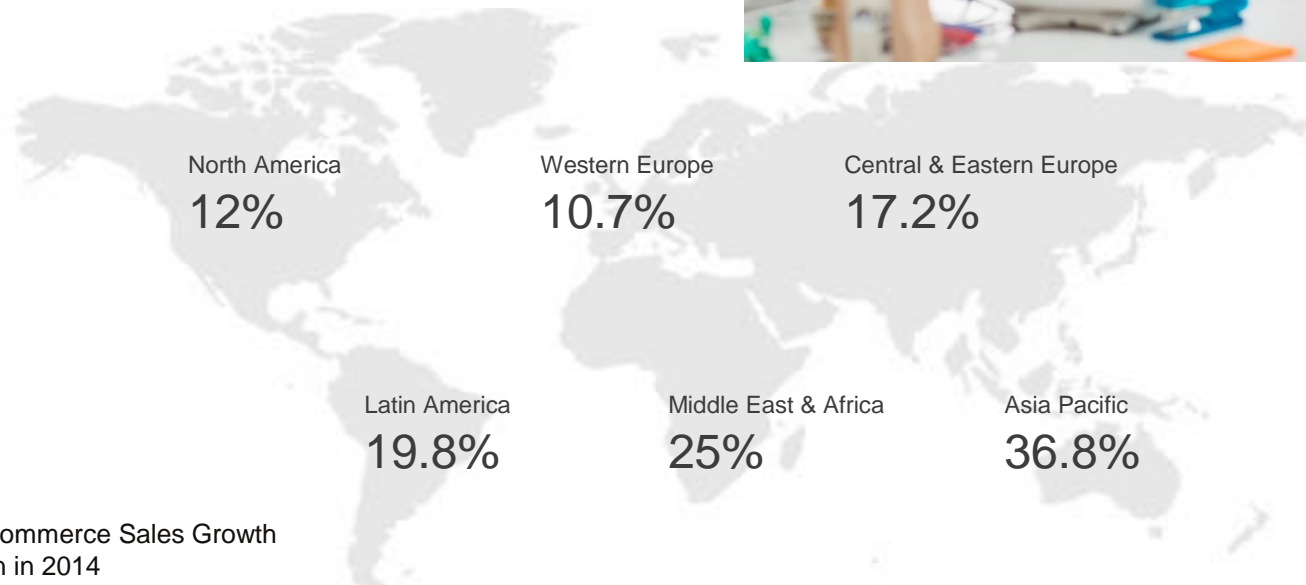 North America
12%
Western Europe
10.7%
Central & Eastern Europe
17.2%
Latin America
19.8%
Middle East & Africa
25%
Asia Pacific
36.8%
Sales Growth
in 2014